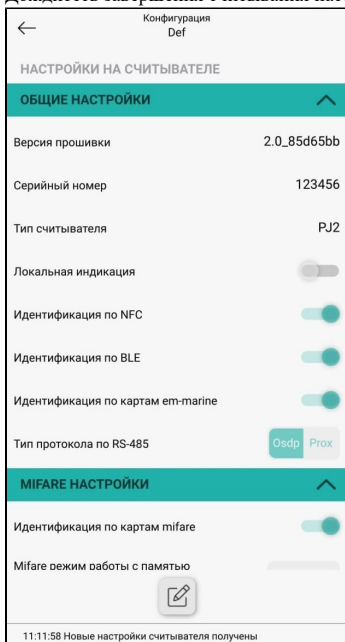 Конфигурация
Def
НАСТРОЙКИ НА СЧИТЫВАТЕЛЕ
ОБЩИЕ НАСТРОЙКИ
Версия прошивки 2.0_85d65bb
Серийный номер 123456
Тип считывателя PJ2
Локальная индикация
Идентификация по NFC
Идентификация по BLE
Идентификация по картам em-marine
Тип протокола по RS-485 Osdp Prox
MIFARE НАСТРОЙКИ
Идентификация по картам mifare
Mifare режим работы с памятью
11:11:58 Новые настройки считывателя получены